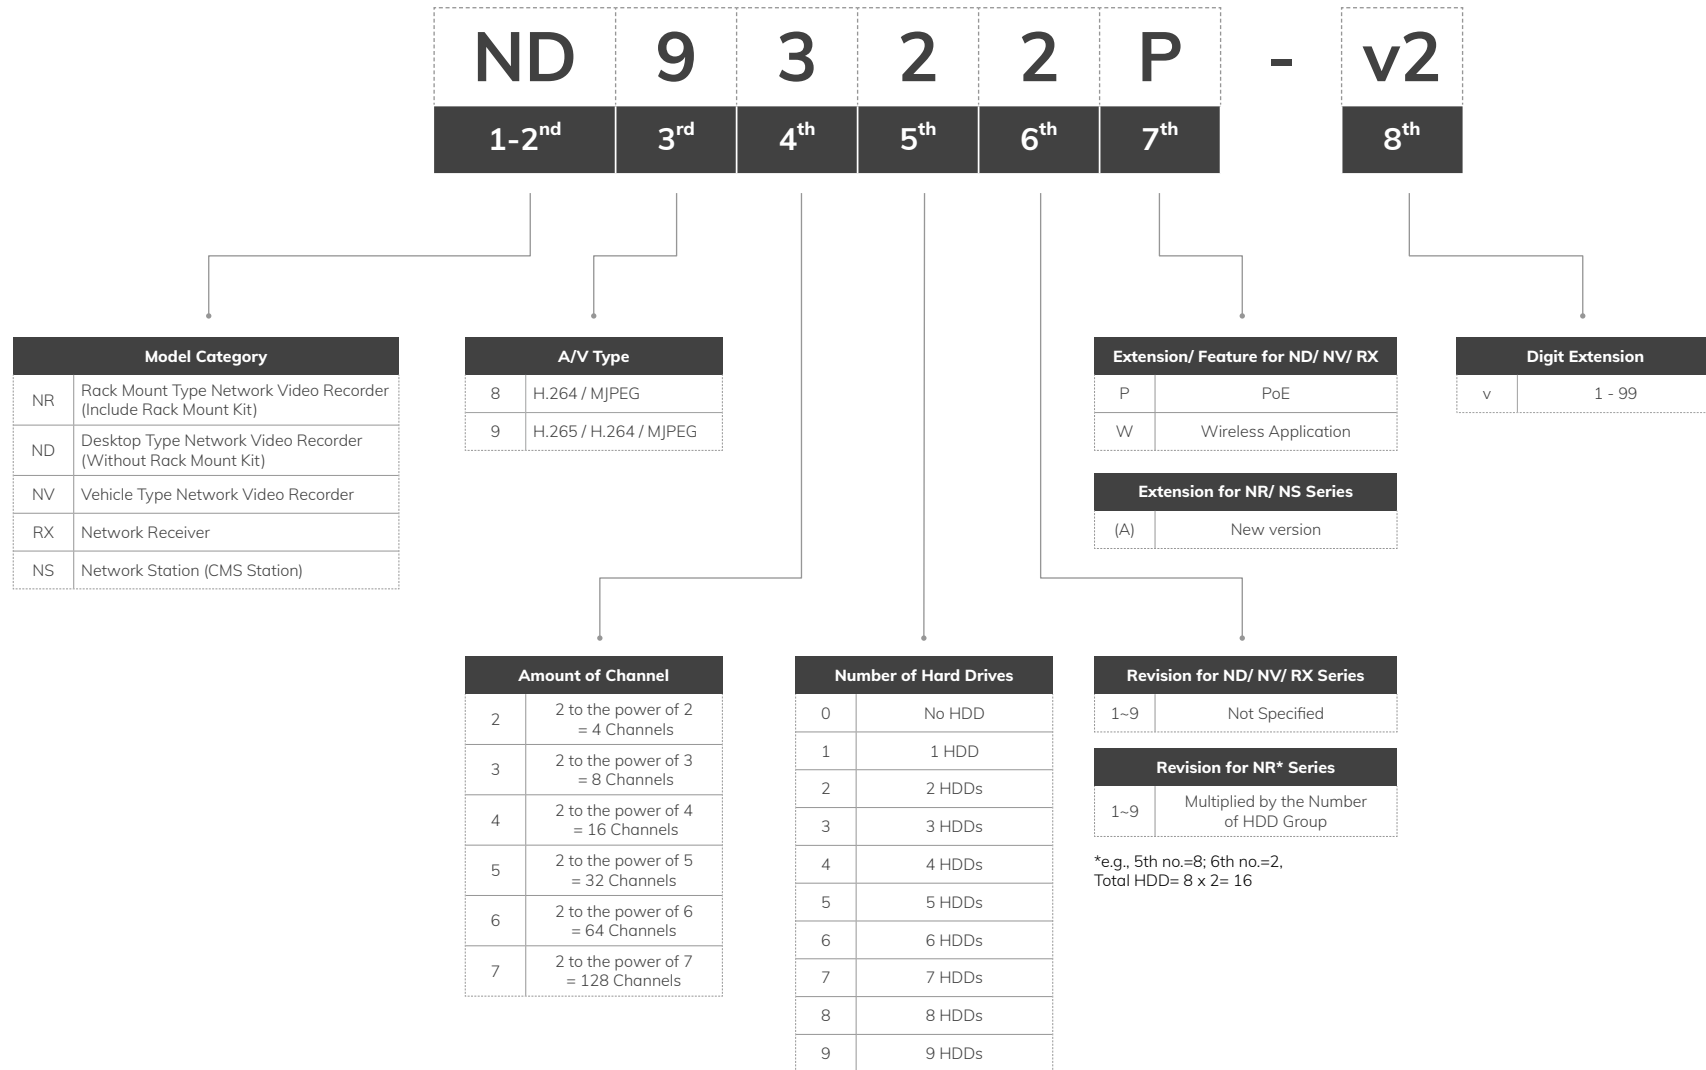 ND 9 3 2 2 P - v2
1-2nd 3rd 4th 5th 6th 7th 8th
Model Category
NR Rack Mount Type Network Video Recorder
(Include Rack Mount Kit)
ND Desktop Type Network Video Recorder
(Without Rack Mount Kit)
NV Vehicle Type Network Video Recorder
RX Network Receiver
NS Network Station (CMS Station)
A/V Type
8 H.264 / MJPEG
9 H.265 / H.264 / MJPEG
Extension/ Feature for ND/ NV/ RX
P PoE
W Wireless Application
Extension for NR/ NS Series
(A) New version
Digit Extension
v 1 - 99
Amount of Channel
2 2 to the power of 2
= 4 Channels
3 2 to the power of 3
= 8 Channels
4 2 to the power of 4
= 16 Channels
5 2 to the power of 5
= 32 Channels
6 2 to the power of 6
= 64 Channels
7 2 to the power of 7
= 128 Channels
Number of Hard Drives
0 No HDD
1 1 HDD
2 2 HDDs
3 3 HDDs
4 4 HDDs
5 5 HDDs
6 6 HDDs
7 7 HDDs
8 8 HDDs
9 9 HDDs
Revision for ND/ NV/ RX Series
1~9 Not Specified
Revision for NR* Series
1~9 Multiplied by the Number
of HDD Group
*e.g., 5th no.=8; 6th no.=2,
Total HDD= 8 x 2= 16